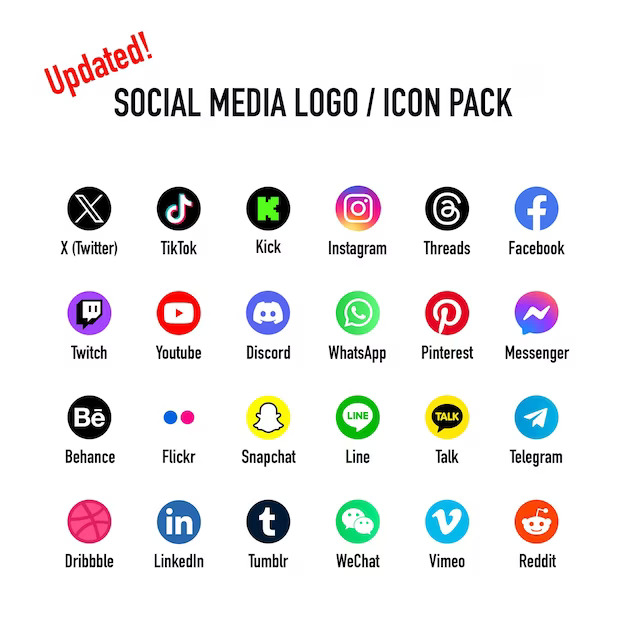 Updated!
SOCIAL MEDIA LOGO / ICON PACK
X (Twitter) TikTok Kick Instagram Threads Facebook
Twitch Youtube Discord WhatsApp Pinterest Messenger
Bē LINE TALK
Behance Flickr Snapchat Line Talk Telegram
in t
Dribbble LinkedIn Tumblr WeChat Vimeo Reddit